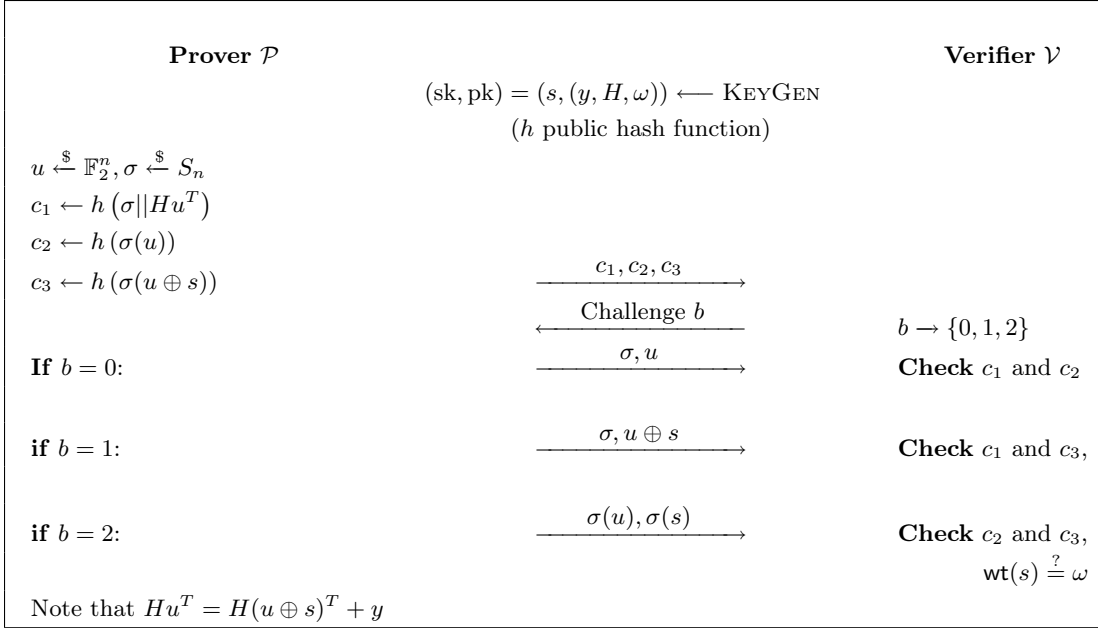 Prover 𝒫 Verifier 𝒱
(sk, pk) = (s, (y, H, ω)) ⟵ KEYGEN
(h public hash function)
u ←$ 𝔽₂ⁿ, σ ←$ Sₙ
c₁ ← h (σ||Huᵀ)
c₂ ← h (σ(u))
c₃ ← h (σ(u ⊕ s)) c₁, c₂, c₃
Challenge b
b → {0, 1, 2}
If b = 0: σ, u Check c₁ and c₂
if b = 1: σ, u ⊕ s Check c₁ and c₃,
if b = 2: σ(u), σ(s) Check c₂ and c₃,
wt(s) ≟ ω
Note that Huᵀ = H(u ⊕ s)ᵀ + y